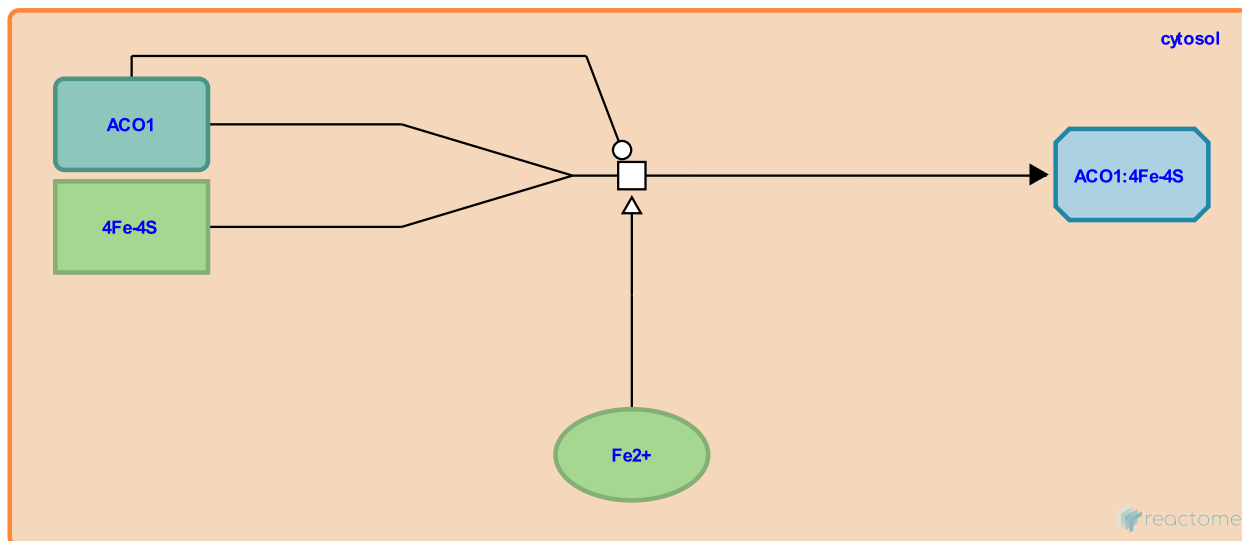 cytosol
ACO1
4Fe-4S
ACO1:4Fe-4S
Fe2+
reactome